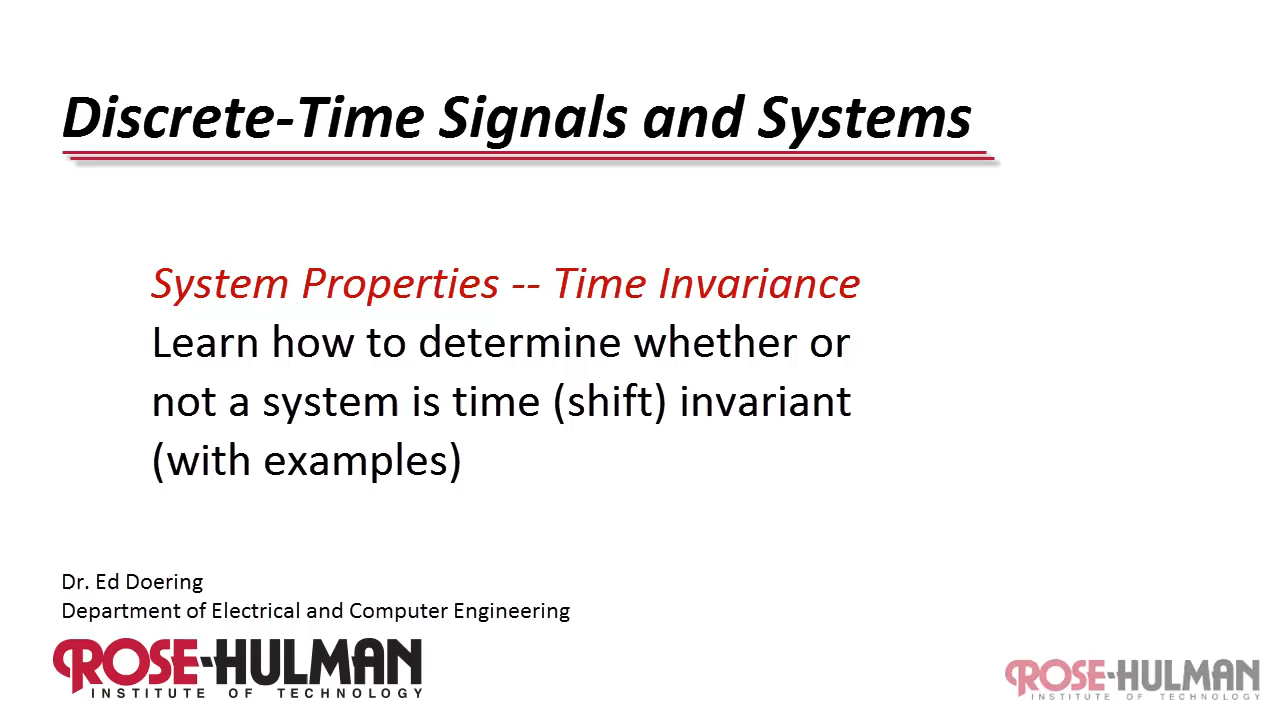 Discrete-Time Signals and Systems
System Properties -- Time Invariance
Learn how to determine whether or
not a system is time (shift) invariant
(with examples)
Dr. Ed Doering
Department of Electrical and Computer Engineering
ROSE-HULMAN
INSTITUTE OF TECHNOLOGY
ROSE-HULMAN
INSTITUTE OF TECHNOLOGY